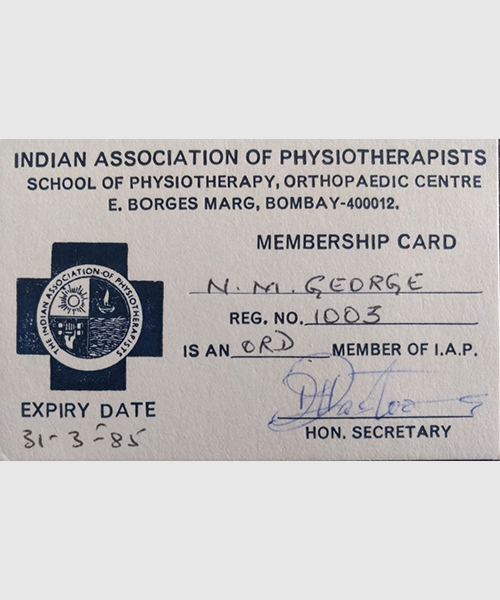 INDIAN ASSOCIATION OF PHYSIOTHERAPISTS
SCHOOL OF PHYSIOTHERAPY, ORTHOPAEDIC CENTRE
E. BORGES MARG, BOMBAY-400012.
MEMBERSHIP CARD
N. M. GEORGE
REG. NO. 1003
IS AN ORD MEMBER OF I.A.P.
THE INDIAN ASSOCIATION OF PHYSIOTHERAPISTS
EXPIRY DATE
31-3-85
HON. SECRETARY